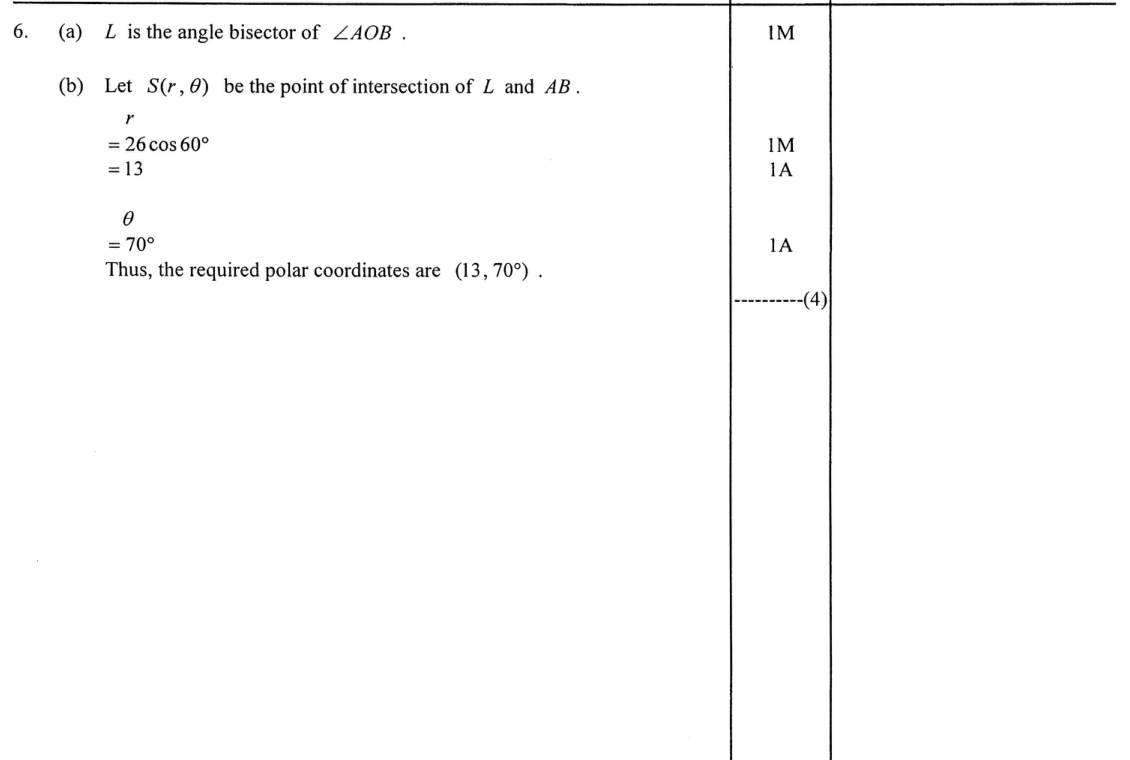 6. (a) L is the angle bisector of ∠AOB . 1M
(b) Let S(r, θ) be the point of intersection of L and AB .
r
= 26 cos 60° 1M
= 13 1A
θ
= 70° 1A
Thus, the required polar coordinates are (13, 70°) .
----------(4)